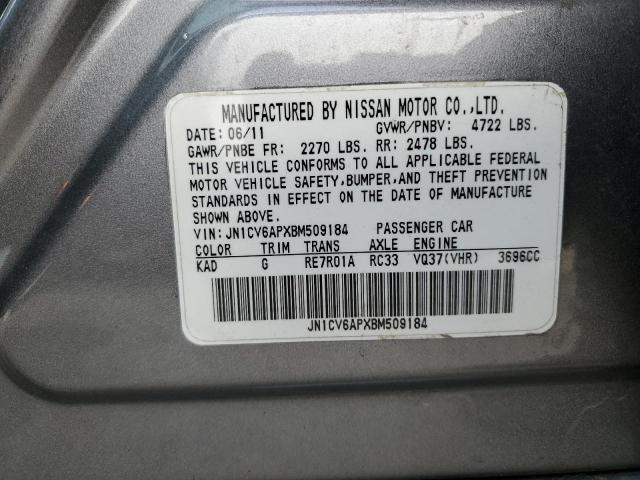 MANUFACTURED BY NISSAN MOTOR CO.,LTD.
DATE: 06/11 GVWR/PNBV: 4722 LBS.
GAWR/PNBE FR: 2270 LBS. RR: 2478 LBS.
THIS VEHICLE CONFORMS TO ALL APPLICABLE FEDERAL
MOTOR VEHICLE SAFETY,BUMPER,AND THEFT PREVENTION
STANDARDS IN EFFECT ON THE DATE OF MANUFACTURE
SHOWN ABOVE.
VIN: JN1CV6APXBM509184 PASSENGER CAR
COLOR TRIM TRANS AXLE ENGINE
KAD G RE7R01A RC33 VQ37(VHR) 3696CC
JN1CV6APXBM509184